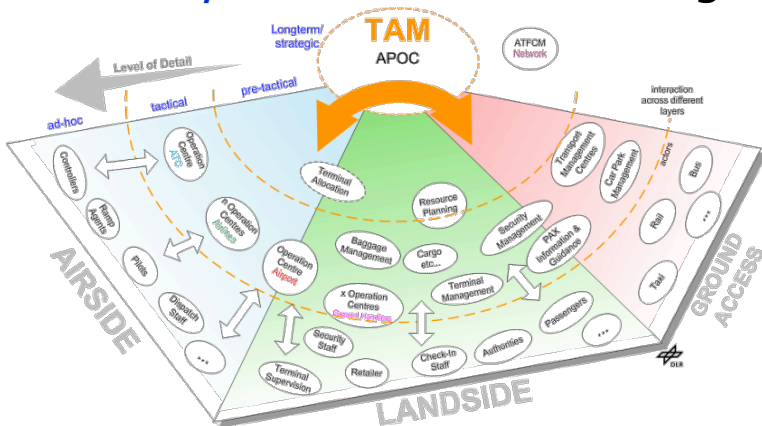 Longterm/
strategic
TAM
APOC
ATFCM
Network
Level of Detail
pre-tactical
tactical
ad-hoc
interaction
across different
layers
actors
Controllers
Operation
Centre
ATC
Ramp
Agents
n Operation
Centres
Airlines
Pilots
Dispatch
Staff
...
Operation
Centre
Airport
Terminal
Allocation
Resource
Planning
Baggage
Management
Cargo
etc...
Security
Management
Terminal
Management
PAX
Information &
Guidance
x Operation
Centres
Ground Handlers
Security
Staff
Terminal
Supervision
Retailer
Check-In
Staff
Authorities
Passengers
...
Transport
Management
Centres
Car Park
Management
Bus
Rail
...
Taxi
AIRSIDE
LANDSIDE
GROUND
ACCESS
DLR